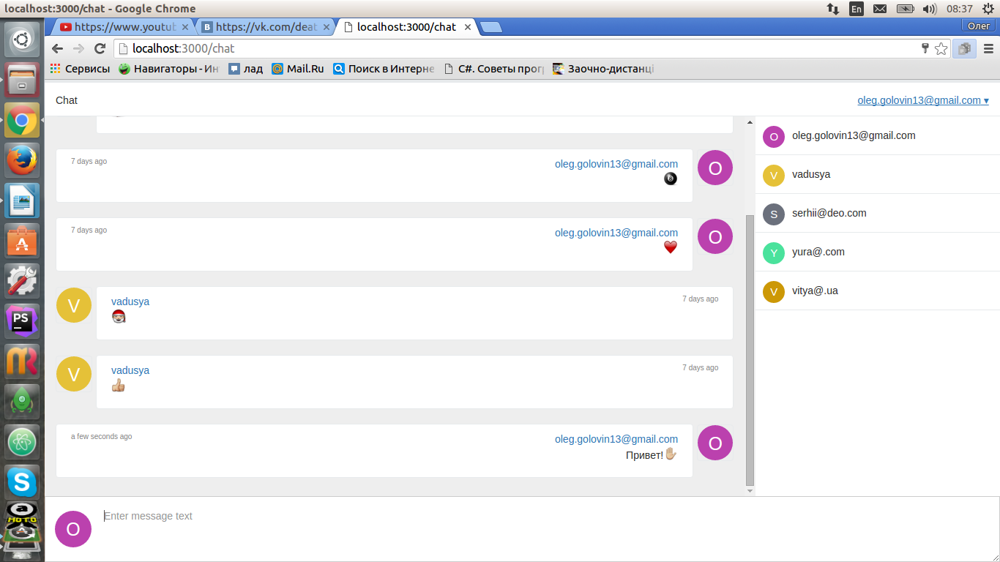 localhost:3000/chat - Google Chrome
En
08:37
https://www.youtub
https://vk.com/deat
localhost:3000/chat
Олег
localhost:3000/chat
Сервисы
Навигаторы - Ин
лад
Mail.Ru
Поиск в Интерне
C#. Советы прог
Заочно-дистанці
Chat
oleg.golovin13@gmail.com ▾
7 days ago
oleg.golovin13@gmail.com
7 days ago
oleg.golovin13@gmail.com
vadusya
7 days ago
vadusya
7 days ago
a few seconds ago
oleg.golovin13@gmail.com
Привет!
O
O
V
V
O
O
oleg.golovin13@gmail.com
V
vadusya
S
serhii@deo.com
Y
yura@.com
V
vitya@.ua
O
Enter message text
PS